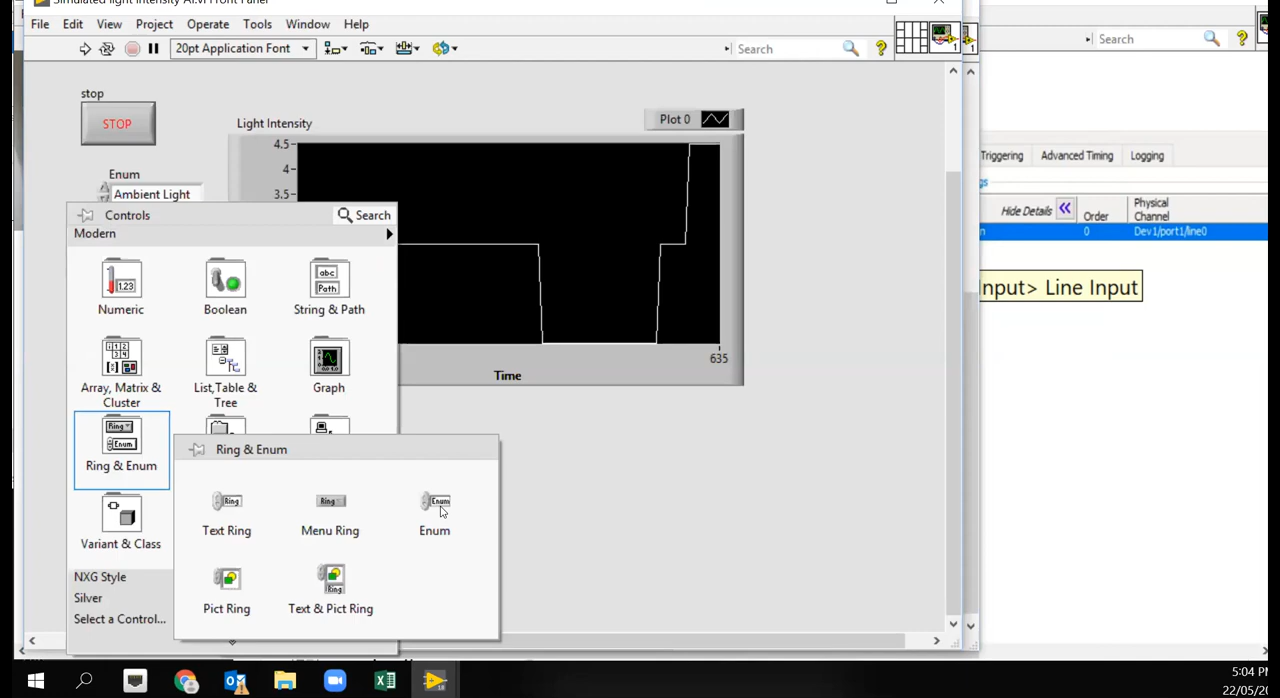 Simulated light intensity AI.vi Front Panel
File Edit View Project Operate Tools Window Help
20pt Application Font
Search
?
1
1
Search
?
stop
STOP
Enum
Ambient Light
Light Intensity
Plot 0
4.5
4
3.5
635
Time
Controls
Search
Modern
Numeric
Boolean
String & Path
Array, Matrix & Cluster
List, Table & Tree
Graph
Ring & Enum
Variant & Class
NXG Style
Silver
Select a Control...
Ring & Enum
Text Ring
Menu Ring
Enum
Pict Ring
Text & Pict Ring
Triggering
Advanced Timing
Logging
Hide Details
Order
Physical Channel
0
Dev1/port1/line0
nput> Line Input
5:04 PM
22/05/20